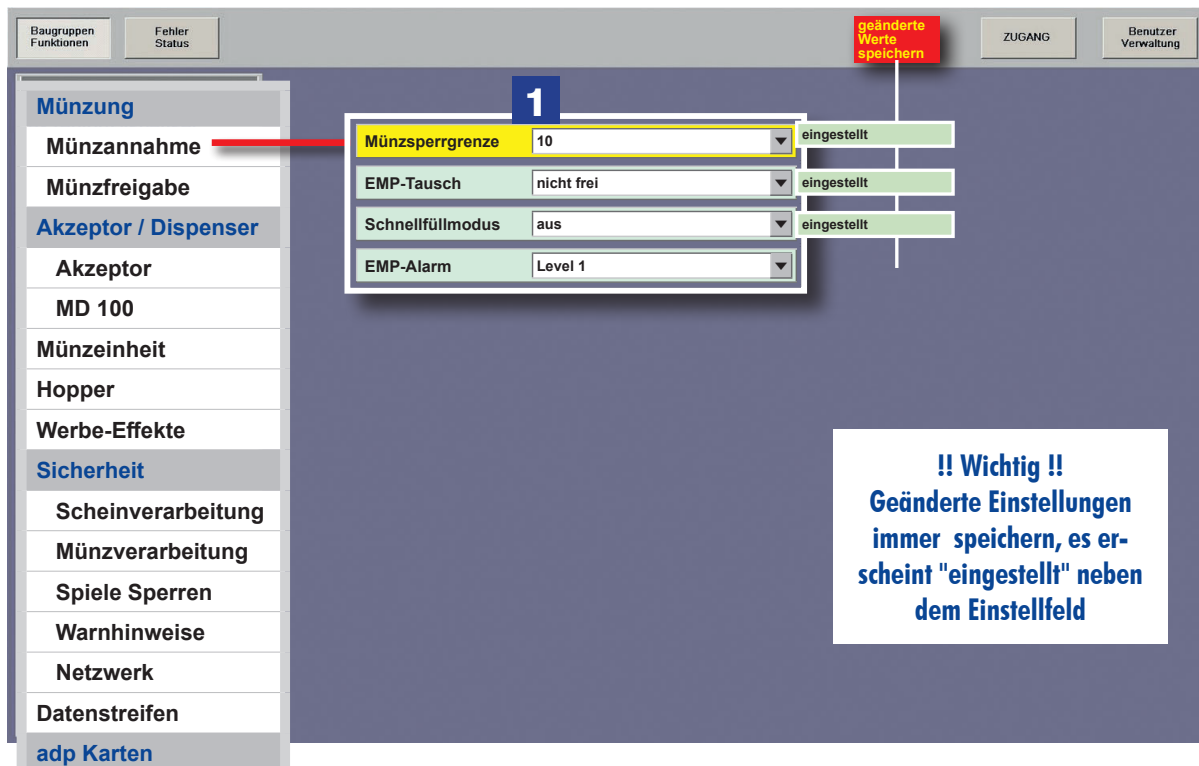 Baugruppen
Funktionen
Fehler
Status
geänderte
Werte
speichern
ZUGANG
Benutzer
Verwaltung
Münzung
Münzannahme
Münzfreigabe
Akzeptor / Dispenser
Akzeptor
MD 100
Münzeinheit
Hopper
Werbe-Effekte
Sicherheit
Scheinverarbeitung
Münzverarbeitung
Spiele Sperren
Warnhinweise
Netzwerk
Datenstreifen
adp Karten
1
Münzsperrgrenze 10 eingestellt
EMP-Tausch nicht frei eingestellt
Schnellfüllmodus aus eingestellt
EMP-Alarm Level 1
!! Wichtig !!
Geänderte Einstellungen
immer speichern, es er-
scheint "eingestellt" neben
dem Einstellfeld